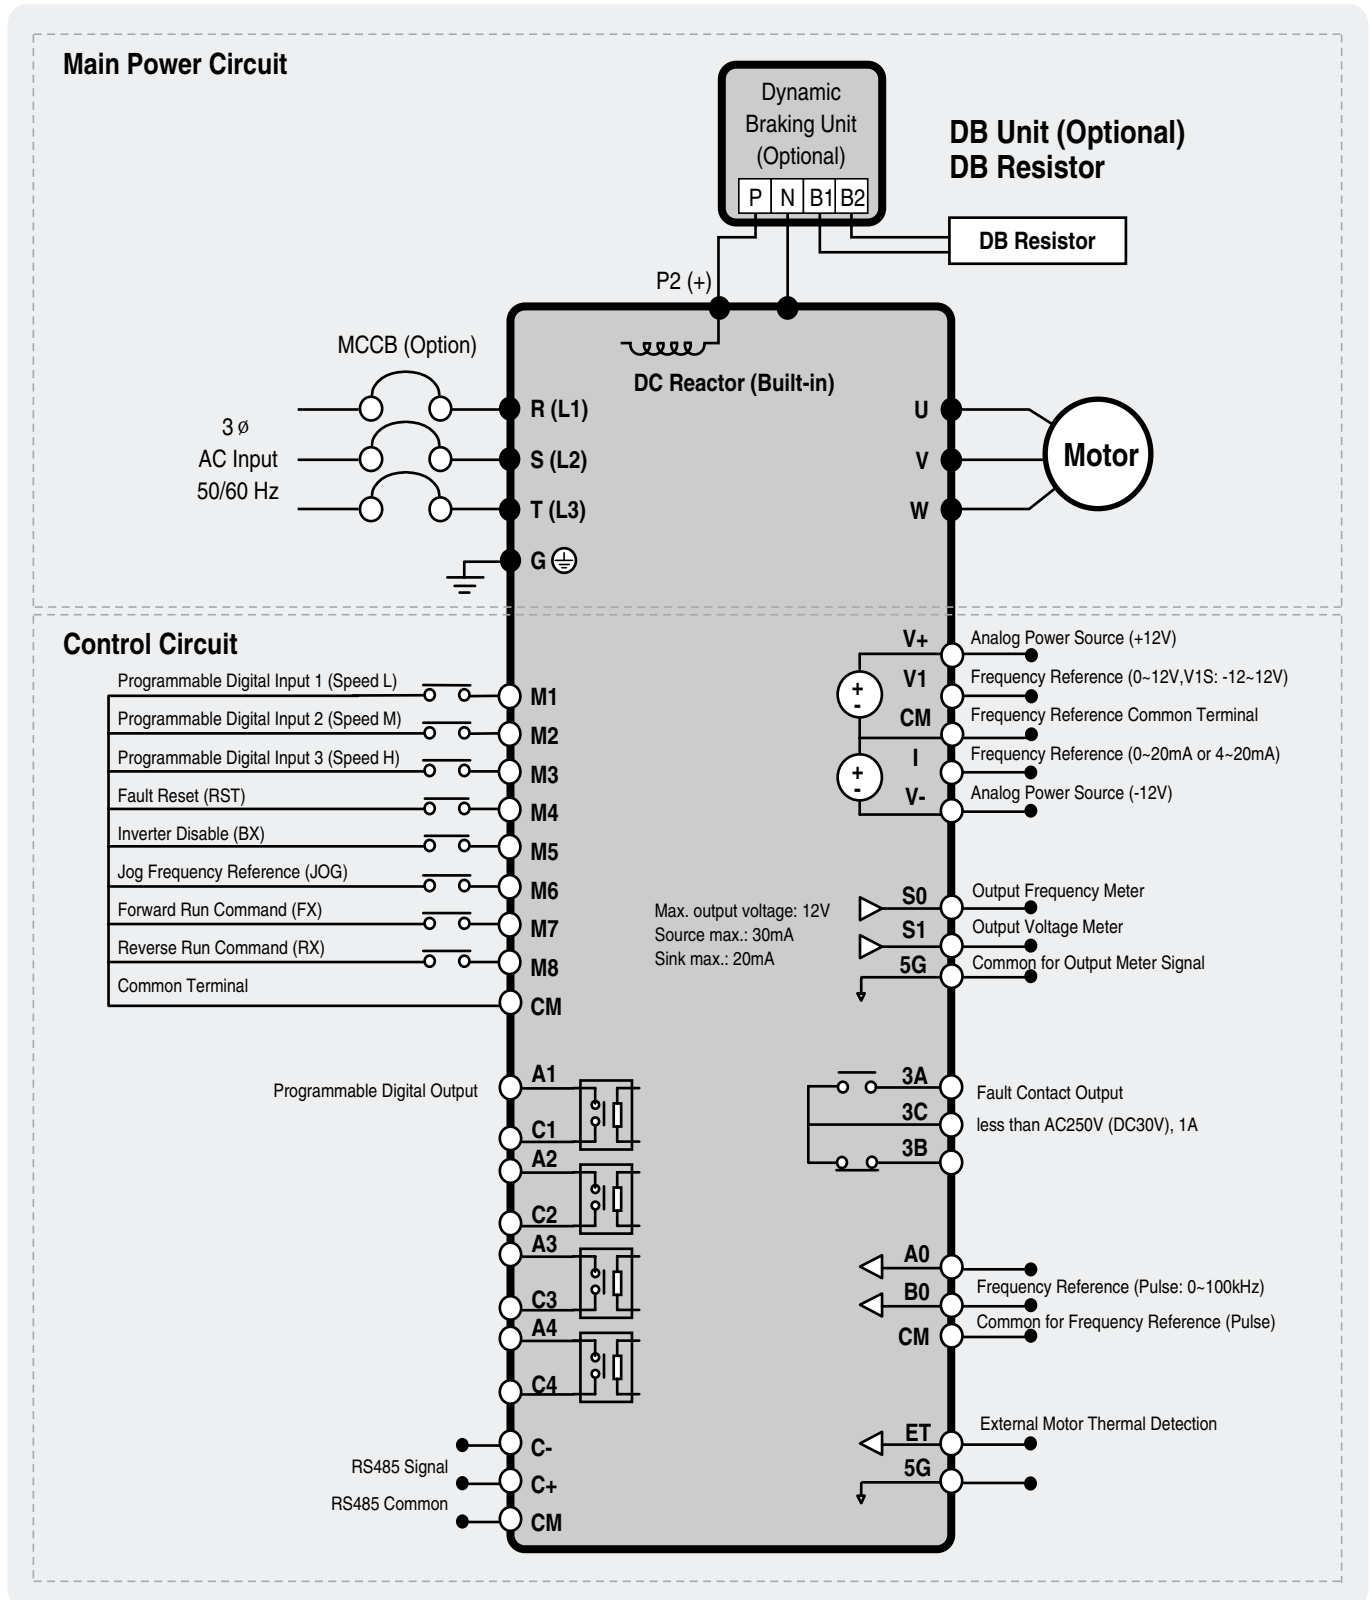 Main Power Circuit
Dynamic
Braking Unit
(Optional)
P N B1 B2
DB Unit (Optional)
DB Resistor
DB Resistor
P2 (+)
MCCB (Option)
DC Reactor (Built-in)
3 ø
AC Input
50/60 Hz
R (L1)
S (L2)
T (L3)
G
U
V
W
Motor
Control Circuit
Programmable Digital Input 1 (Speed L)
M1
Programmable Digital Input 2 (Speed M)
M2
Programmable Digital Input 3 (Speed H)
M3
Fault Reset (RST)
M4
Inverter Disable (BX)
M5
Jog Frequency Reference (JOG)
M6
Forward Run Command (FX)
M7
Reverse Run Command (RX)
M8
Common Terminal
CM
V+
Analog Power Source (+12V)
V1
Frequency Reference (0~12V,V1S: -12~12V)
CM
Frequency Reference Common Terminal
I
Frequency Reference (0~20mA or 4~20mA)
V-
Analog Power Source (-12V)
+
-
+
-
Max. output voltage: 12V
Source max.: 30mA
Sink max.: 20mA
S0
Output Frequency Meter
S1
Output Voltage Meter
5G
Common for Output Meter Signal
Programmable Digital Output
A1
C1
A2
C2
A3
C3
A4
C4
3A
3C
3B
Fault Contact Output
less than AC250V (DC30V), 1A
A0
B0
Frequency Reference (Pulse: 0~100kHz)
CM
Common for Frequency Reference (Pulse)
ET
External Motor Thermal Detection
5G
C-
RS485 Signal
C+
RS485 Common
CM